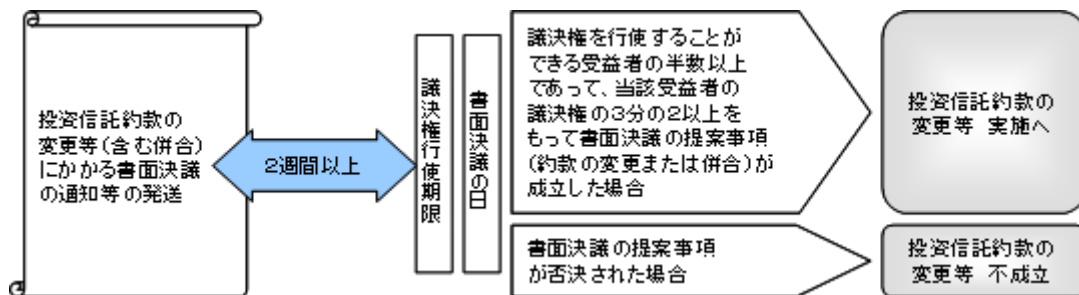 投資信託約款の
変更等(含む併合)
にかかる書面決議
の通知等の発送
2週間以上
議決権行使期限
書面決議の日
議決権を行使することが
できる受益者の半数以上
であって、当該受益者の
議決権の3分の2以上を
もって書面決議の提案事項
(約款の変更または併合)が
成立した場合
投資信託約款の
変更等 実施へ
書面決議の提案事項
が否決された場合
投資信託約款の
変更等 不成立